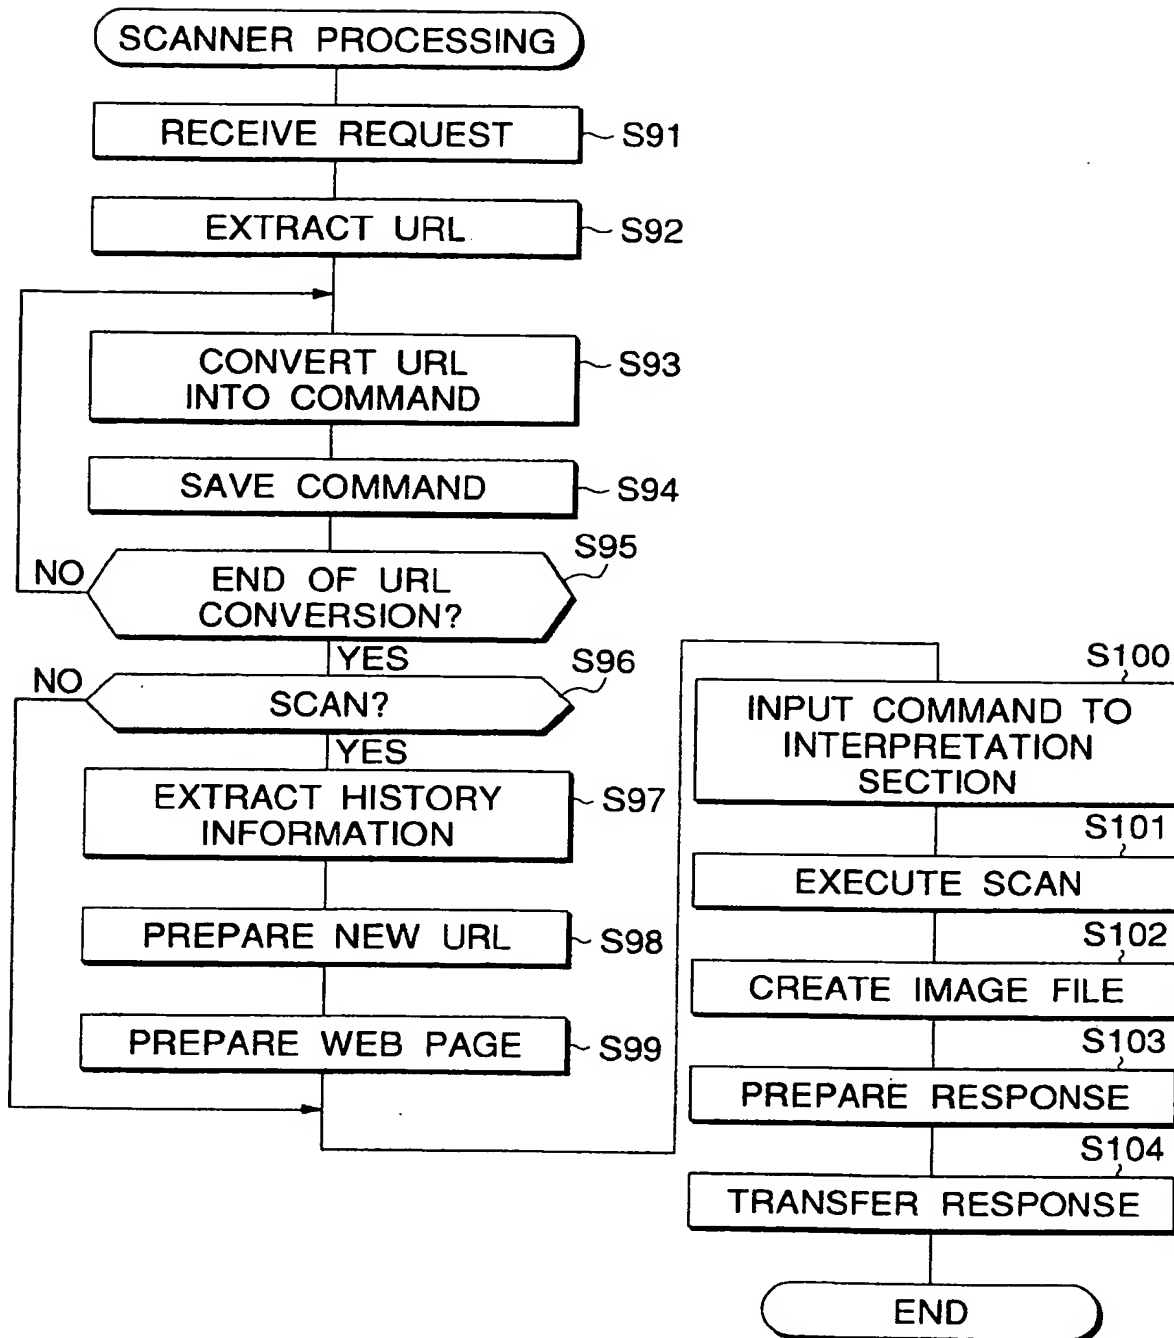 SCANNER PROCESSING
RECEIVE REQUEST
S91
EXTRACT URL
S92
CONVERT URL
INTO COMMAND
S93
SAVE COMMAND
S94
S95
NO
END OF URL
CONVERSION?
YES
S96
NO
SCAN?
YES
EXTRACT HISTORY
INFORMATION
S97
PREPARE NEW URL
S98
PREPARE WEB PAGE
S99
S100
INPUT COMMAND TO
INTERPRETATION
SECTION
S101
EXECUTE SCAN
S102
CREATE IMAGE FILE
S103
PREPARE RESPONSE
S104
TRANSFER RESPONSE
END